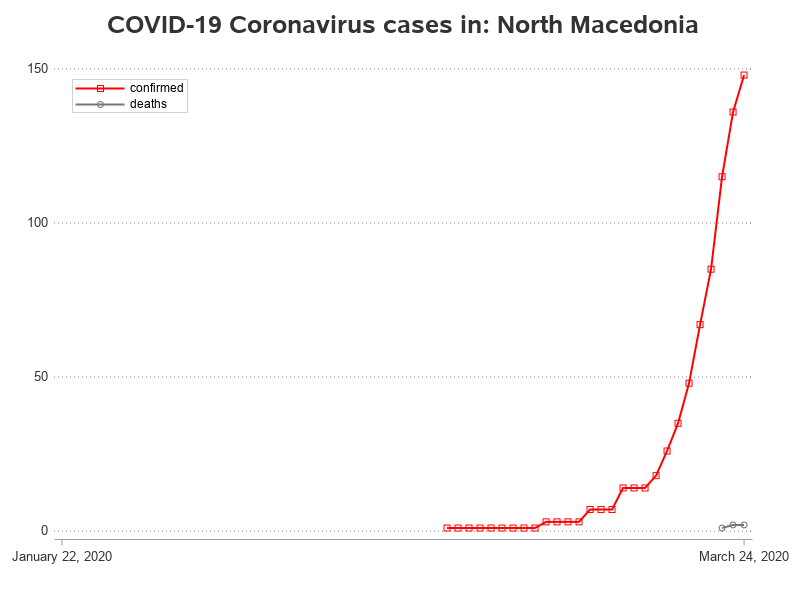 COVID-19 Coronavirus cases in: North Macedonia
150
confirmed
deaths
100
50
0
January 22, 2020
March 24, 2020